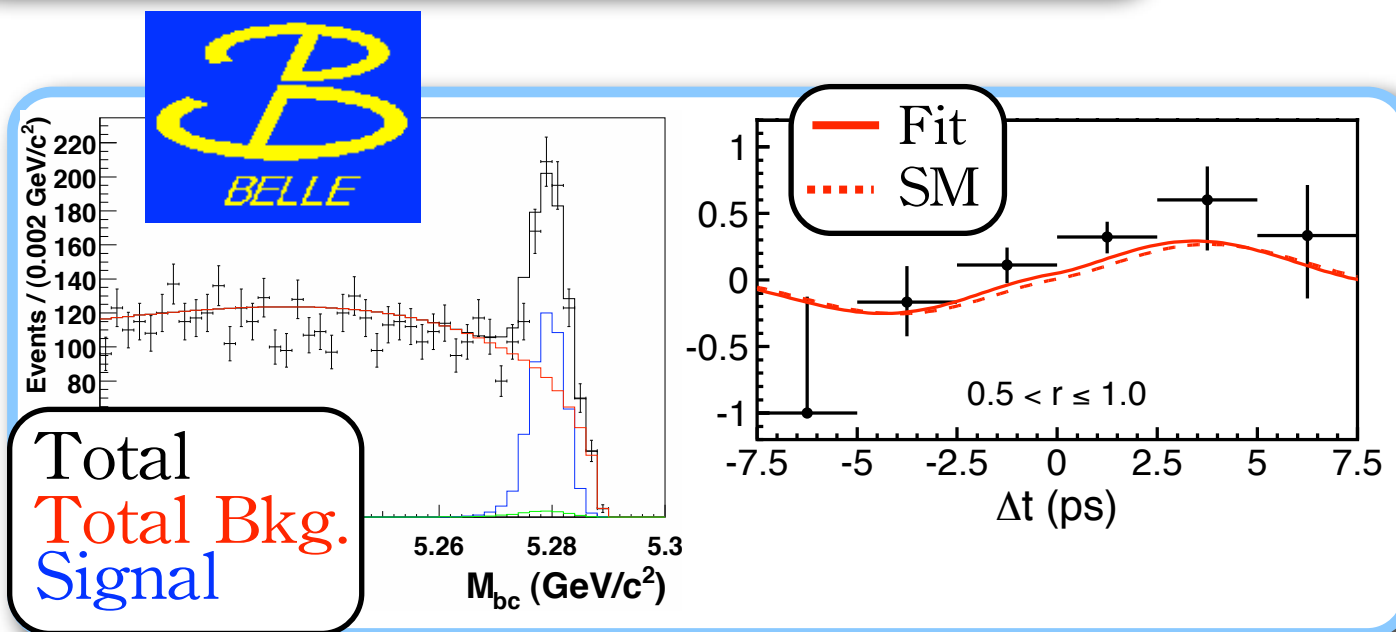 BELLE
Events / (0.002 GeV/c²)
220
200
180
160
140
120
100
80
Total
Total Bkg.
Signal
5.26 5.28 5.3
M_bc (GeV/c²)
Fit
SM
1
0.5
0
-0.5
-1
0.5 < r ≤ 1.0
-7.5 -5 -2.5 0 2.5 5 7.5
Δt (ps)